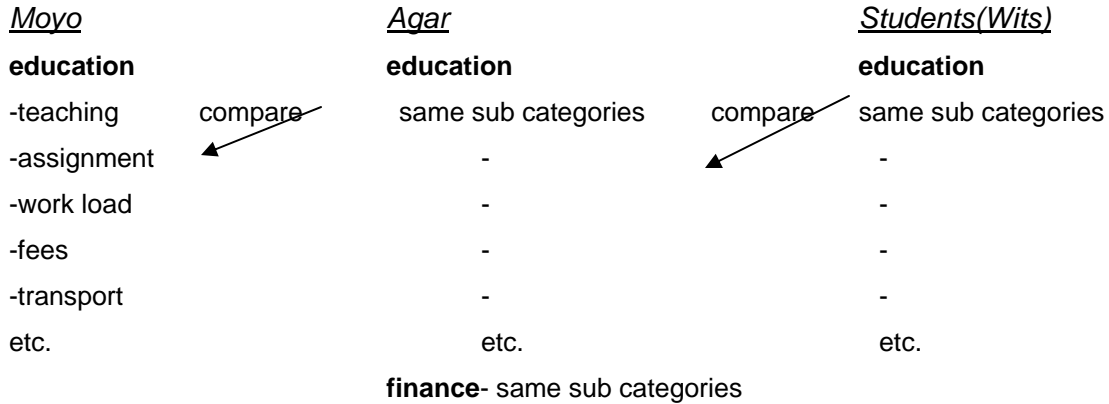 Moyo Agar Students(Wits)
education education education
-teaching compare same sub categories compare same sub categories
-assignment - -
-work load - -
-fees - -
-transport - -
etc. etc. etc.
finance- same sub categories